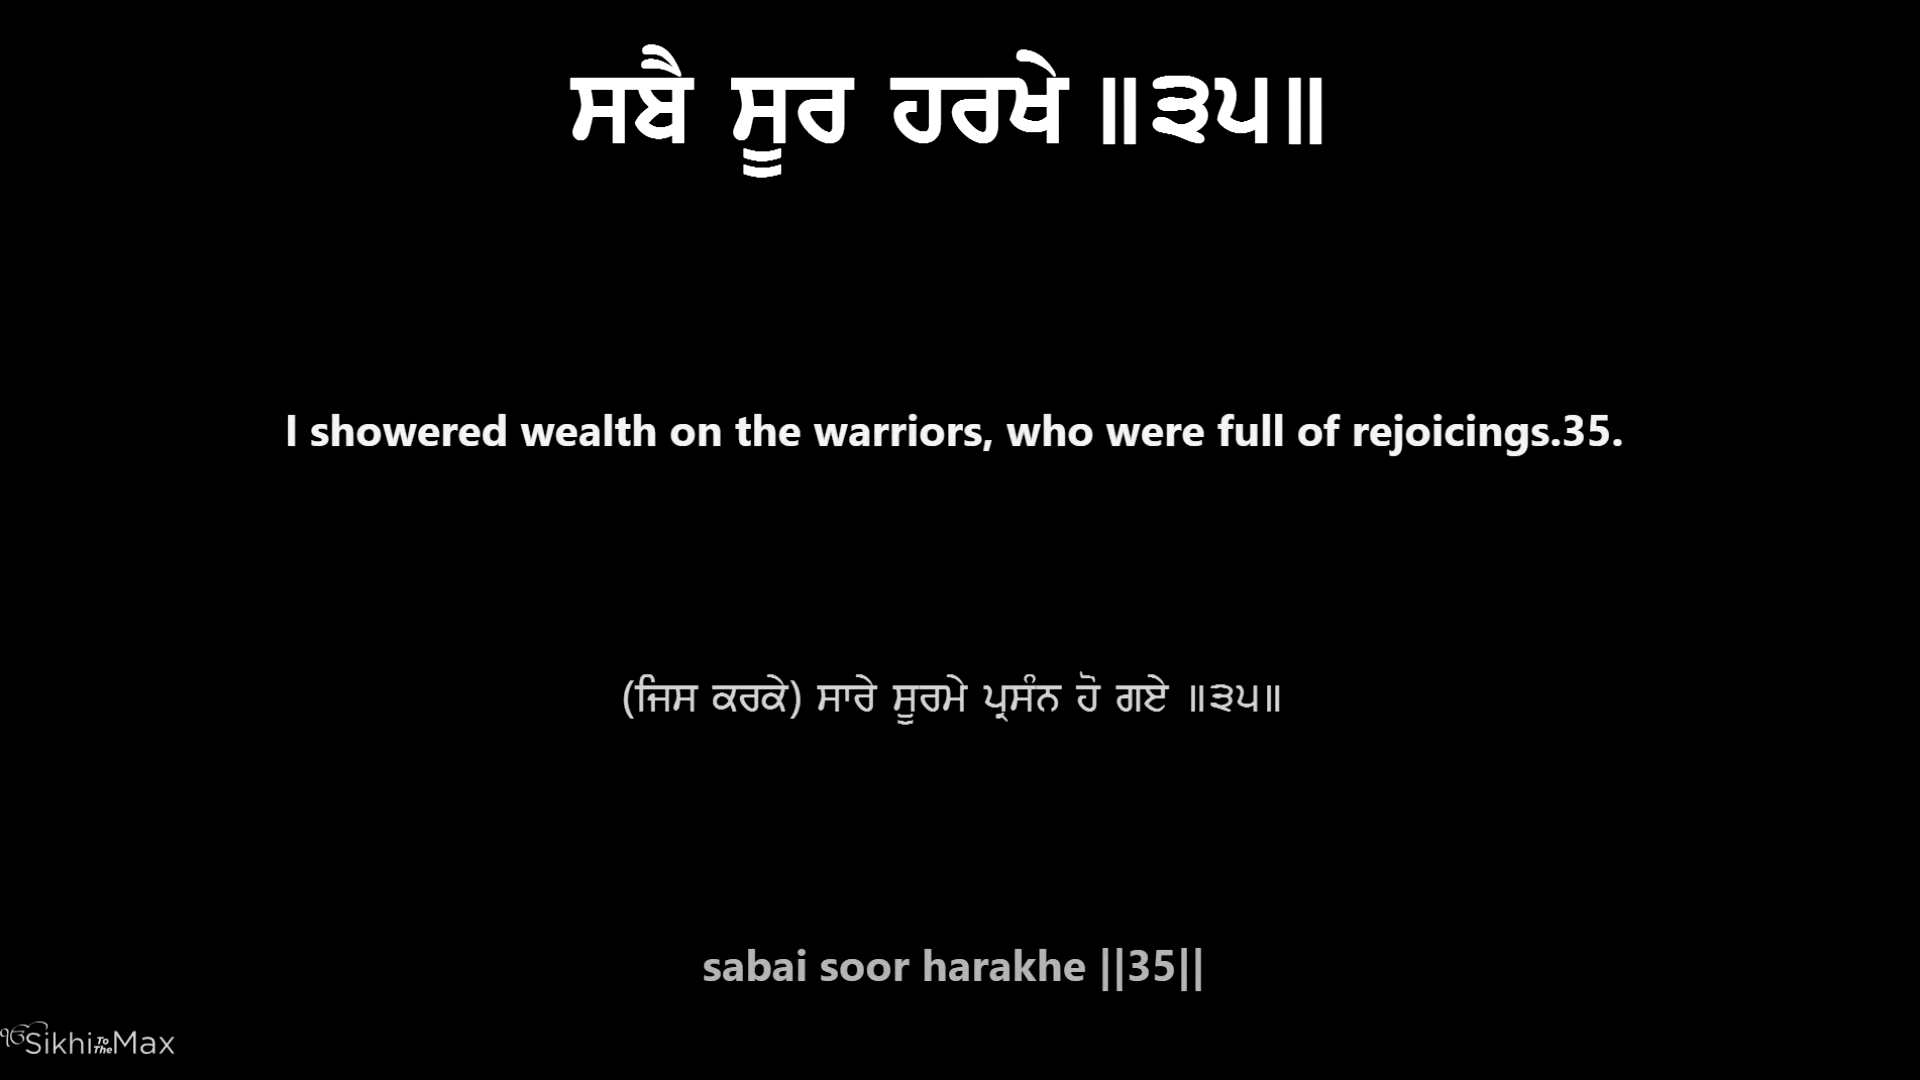 ਸਬੈ ਸੂਰ ਹਰਖੇ ॥੩੫॥
I showered wealth on the warriors, who were full of rejoicings.35.
(ਜਿਸ ਕਰਕੇ) ਸਾਰੇ ਸੂਰਮੇ ਪ੍ਰਸੰਨ ਹੋ ਗਏ ॥੩੫॥
sabai soor harakhe ||35||
ੴSikhiToTheMax